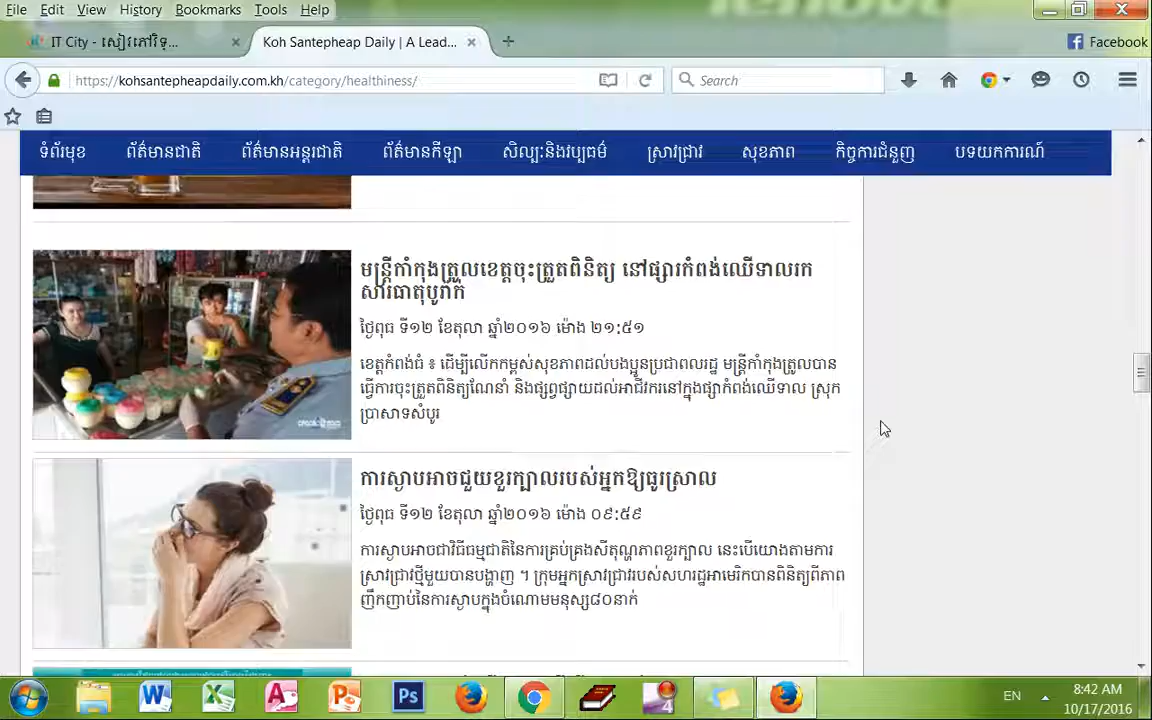 File Edit View History Bookmarks Tools Help
IT City - សៀវភៅវិទ្យុ...
Koh Santepheap Daily | A Lead...
Facebook
https://kohsantepheapdaily.com.kh/category/healthiness/
Search
ទំព័រមុខ ព័ត៌មានជាតិ ព័ត៌មានអន្តរជាតិ ព័ត៌មានកីឡា សិល្បៈនិងវប្បធម៌ ស្រាវជ្រាវ សុខភាព កិច្ចការជំនួញ បទយកការណ៍
មន្ត្រីកាំកុងត្រូលខេត្តចុះត្រួតពិនិត្យ នៅផ្សារកំពង់ឈើទាលរក
សារធាតុបូរាក់
ថ្ងៃពុធ ទី១២ ខែតុលា ឆ្នាំ២០១៦ ម៉ោង ២១:៥១
ខេត្តកំពង់ធំ ៖ ដើម្បីលើកកម្ពស់សុខភាពដល់បងប្អូនប្រជាពលរដ្ឋ មន្ត្រីកាំកុងត្រូលបាន
ធ្វើការចុះត្រួតពិនិត្យណែនាំ និងផ្សព្វផ្សាយដល់អាជីវករនៅក្នុងផ្សាកំពង់ឈើទាល ស្រុក
ប្រាសាទសំបូរ
ការស្ងាបអាចជួយខួរក្បាលរបស់អ្នកឱ្យធូរស្រាល
ថ្ងៃពុធ ទី១២ ខែតុលា ឆ្នាំ២០១៦ ម៉ោង ០៩:៥៩
ការស្ងាបអាចជាវិធីធម្មជាតិនៃការគ្រប់គ្រងសីតុណ្ហភាពខួរក្បាល នេះបើយោងតាមការ
ស្រាវជ្រាវថ្មីមួយបានបង្ហាញ ។ ក្រុមអ្នកស្រាវជ្រាវរបស់សហរដ្ឋអាមេរិកបានពិនិត្យពីភាព
ញឹកញាប់នៃការស្ងាបក្នុងចំណោមមនុស្ស៨០នាក់
EN
8:42 AM
10/17/2016